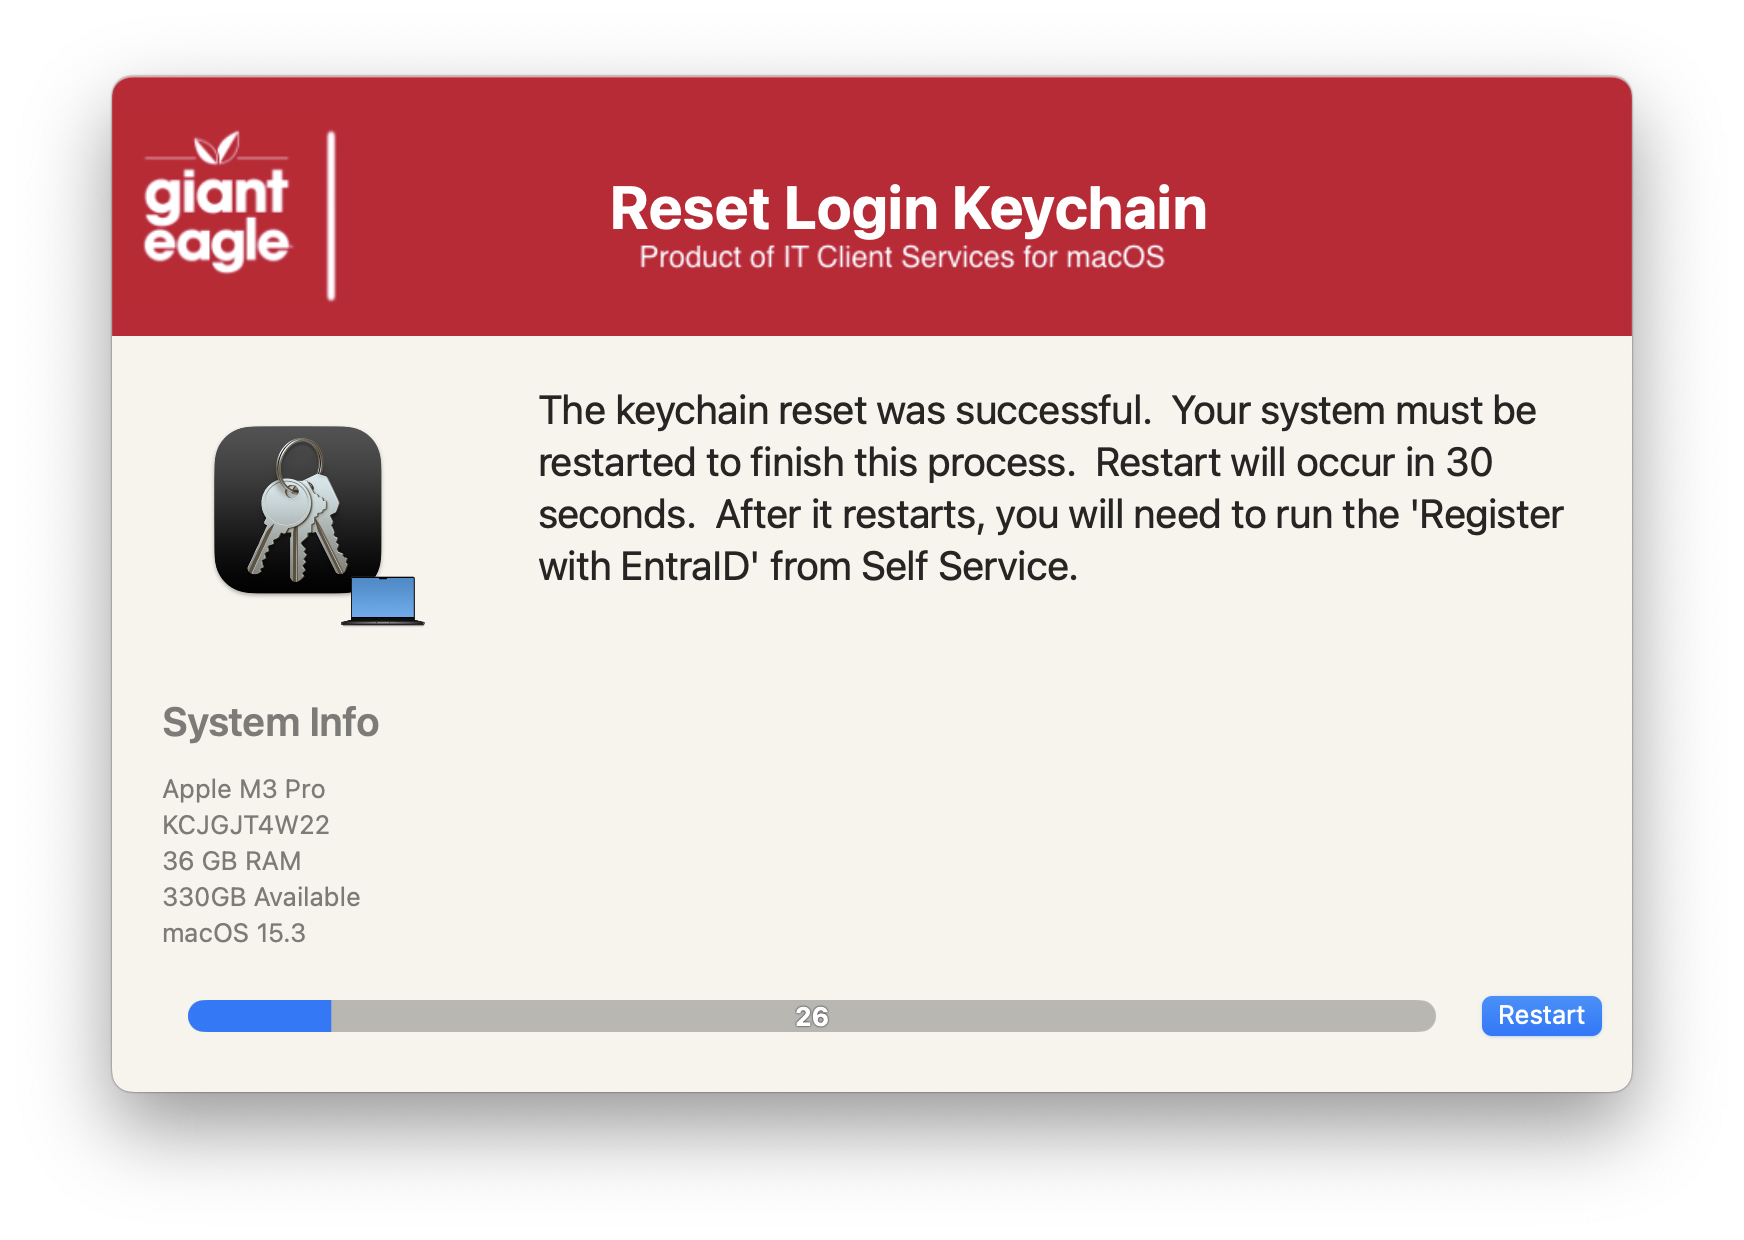 giant
eagle
Reset Login Keychain
Product of IT Client Services for macOS
The keychain reset was successful.  Your system must be
restarted to finish this process.  Restart will occur in 30
seconds.  After it restarts, you will need to run the 'Register
with EntraID' from Self Service.
System Info
Apple M3 Pro
KCJGJT4W22
36 GB RAM
330GB Available
macOS 15.3
26
Restart